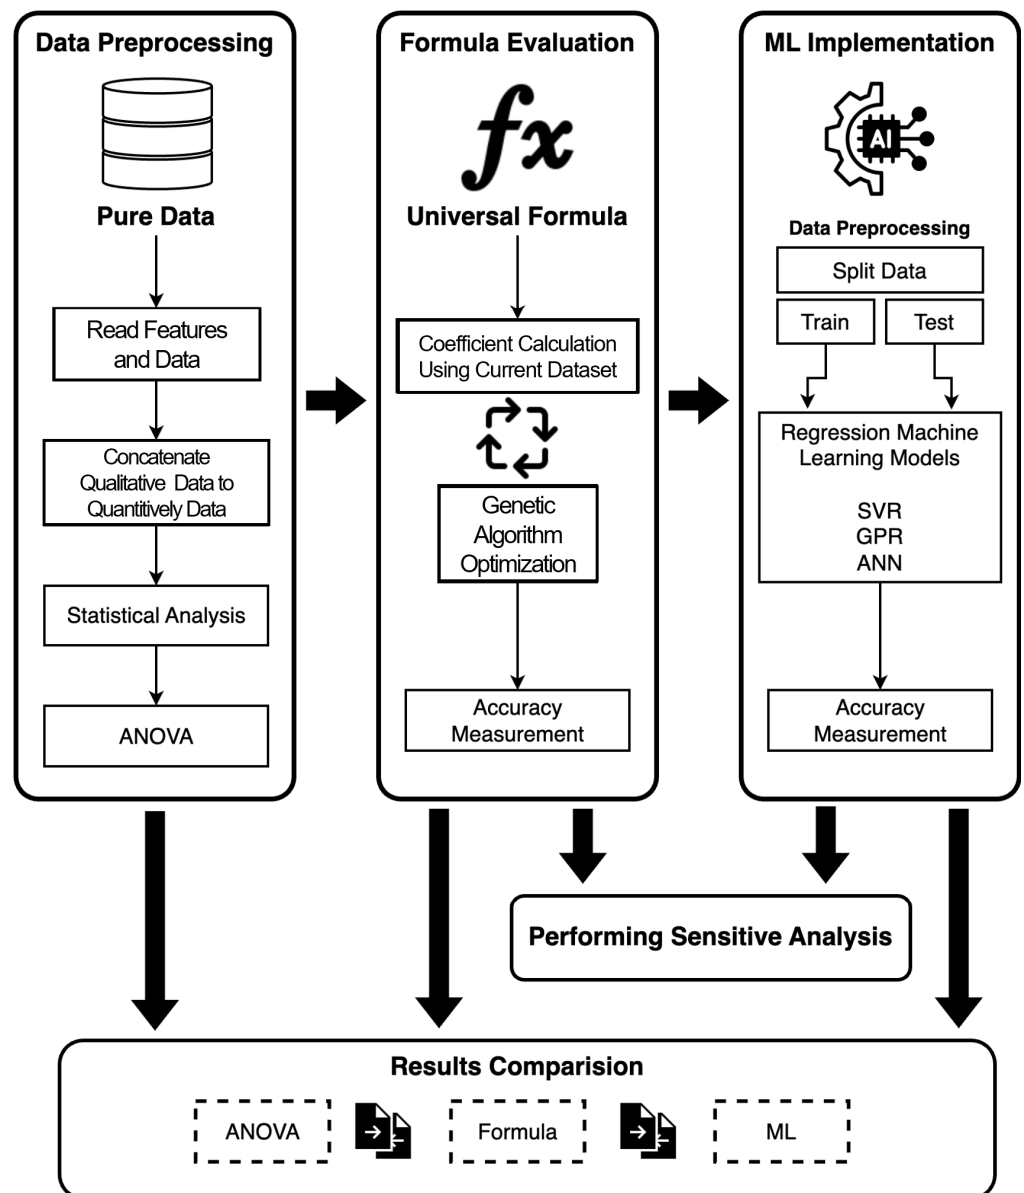 Data Preprocessing
Pure Data
Read Features
and Data
Concatenate
Qualitative Data to
Quantitively Data
Statistical Analysis
ANOVA
Formula Evaluation
fx
Universal Formula
Coefficient Calculation
Using Current Dataset
Genetic
Algorithm
Optimization
Accuracy
Measurement
ML Implementation
AI
Data Preprocessing
Split Data
Train
Test
Regression Machine
Learning Models
SVR
GPR
ANN
Accuracy
Measurement
Performing Sensitive Analysis
Results Comparision
ANOVA
Formula
ML